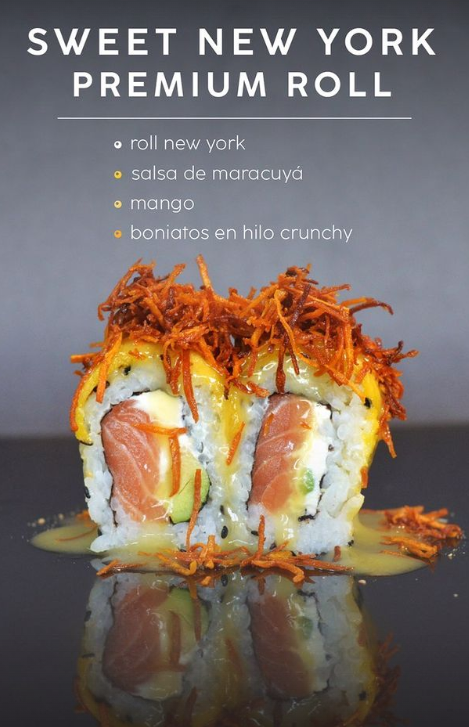 SWEET NEW YORK
PREMIUM ROLL
roll new york
salsa de maracuyá
mango
boniatos en hilo crunchy